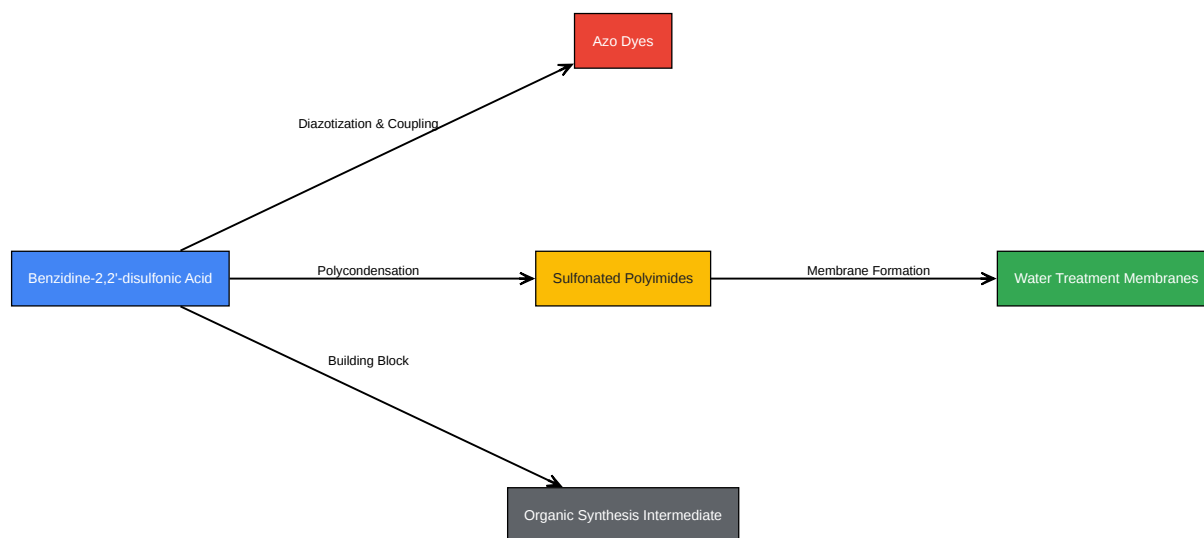 Azo Dyes
Diazotization & Coupling
Benzidine-2,2'-disulfonic Acid
Polycondensation
Sulfonated Polyimides
Membrane Formation
Water Treatment Membranes
Building Block
Organic Synthesis Intermediate